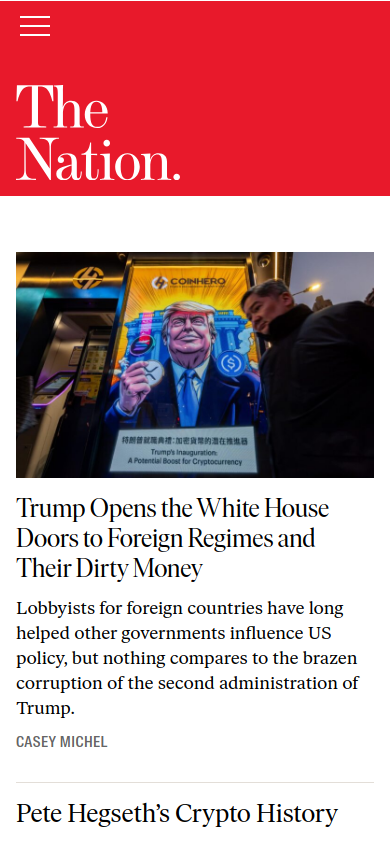 The
Nation.
COINHERO
特朗普就職典禮:加密貨幣的潛在推進器
Trump's Inauguration:
A Potential Boost for Cryptocurrency
Trump Opens the White House
Doors to Foreign Regimes and
Their Dirty Money
Lobbyists for foreign countries have long
helped other governments influence US
policy, but nothing compares to the brazen
corruption of the second administration of
Trump.
CASEY MICHEL
Pete Hegseth’s Crypto History